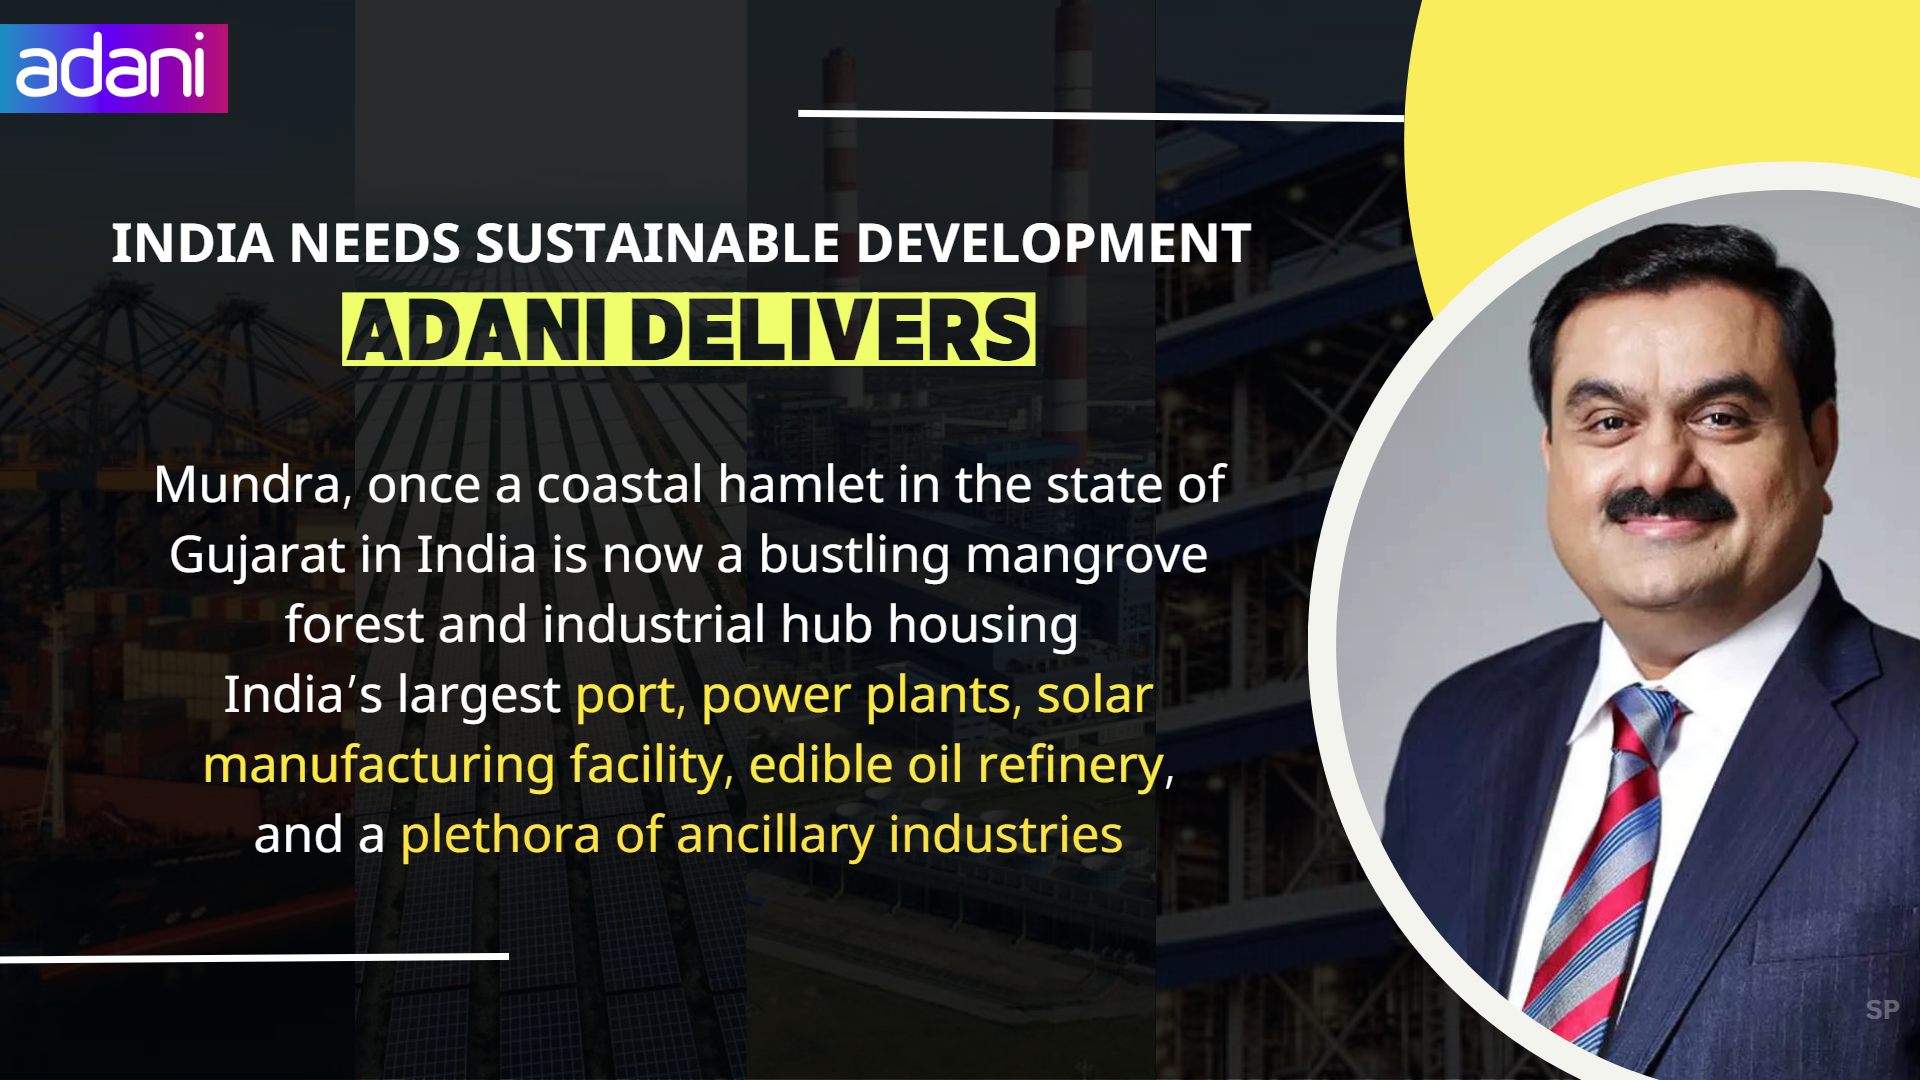 adani
INDIA NEEDS SUSTAINABLE DEVELOPMENT
ADANI DELIVERS
Mundra, once a coastal hamlet in the state of
Gujarat in India is now a bustling mangrove
forest and industrial hub housing
India’s largest port, power plants, solar
manufacturing facility, edible oil refinery,
and a plethora of ancillary industries
SP